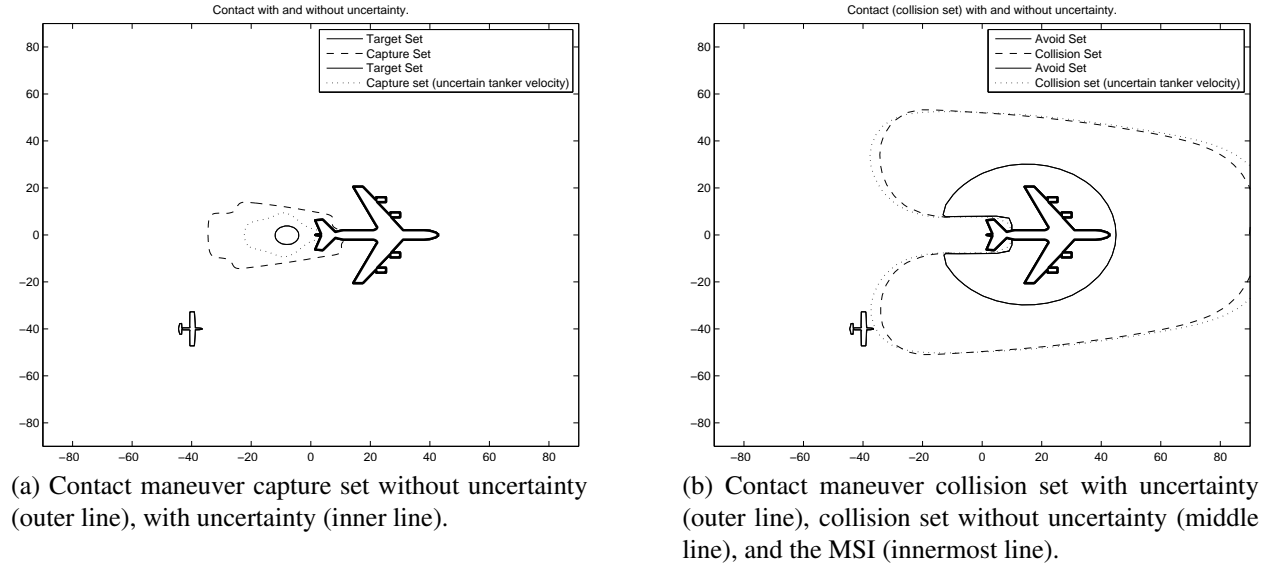 Contact with and without uncertainty.
Target Set
Capture Set
Target Set
Capture set (uncertain tanker velocity)
80
60
40
20
0
−20
−40
−60
−80
−80 −60 −40 −20 0 20 40 60 80
(a) Contact maneuver capture set without uncertainty
(outer line), with uncertainty (inner line).
Contact (collision set) with and without uncertainty.
Avoid Set
Collision Set
Avoid Set
Collision set (uncertain tanker velocity)
80
60
40
20
0
−20
−40
−60
−80
−80 −60 −40 −20 0 20 40 60 80
(b) Contact maneuver collision set with uncertainty
(outer line), collision set without uncertainty (middle
line), and the MSI (innermost line).